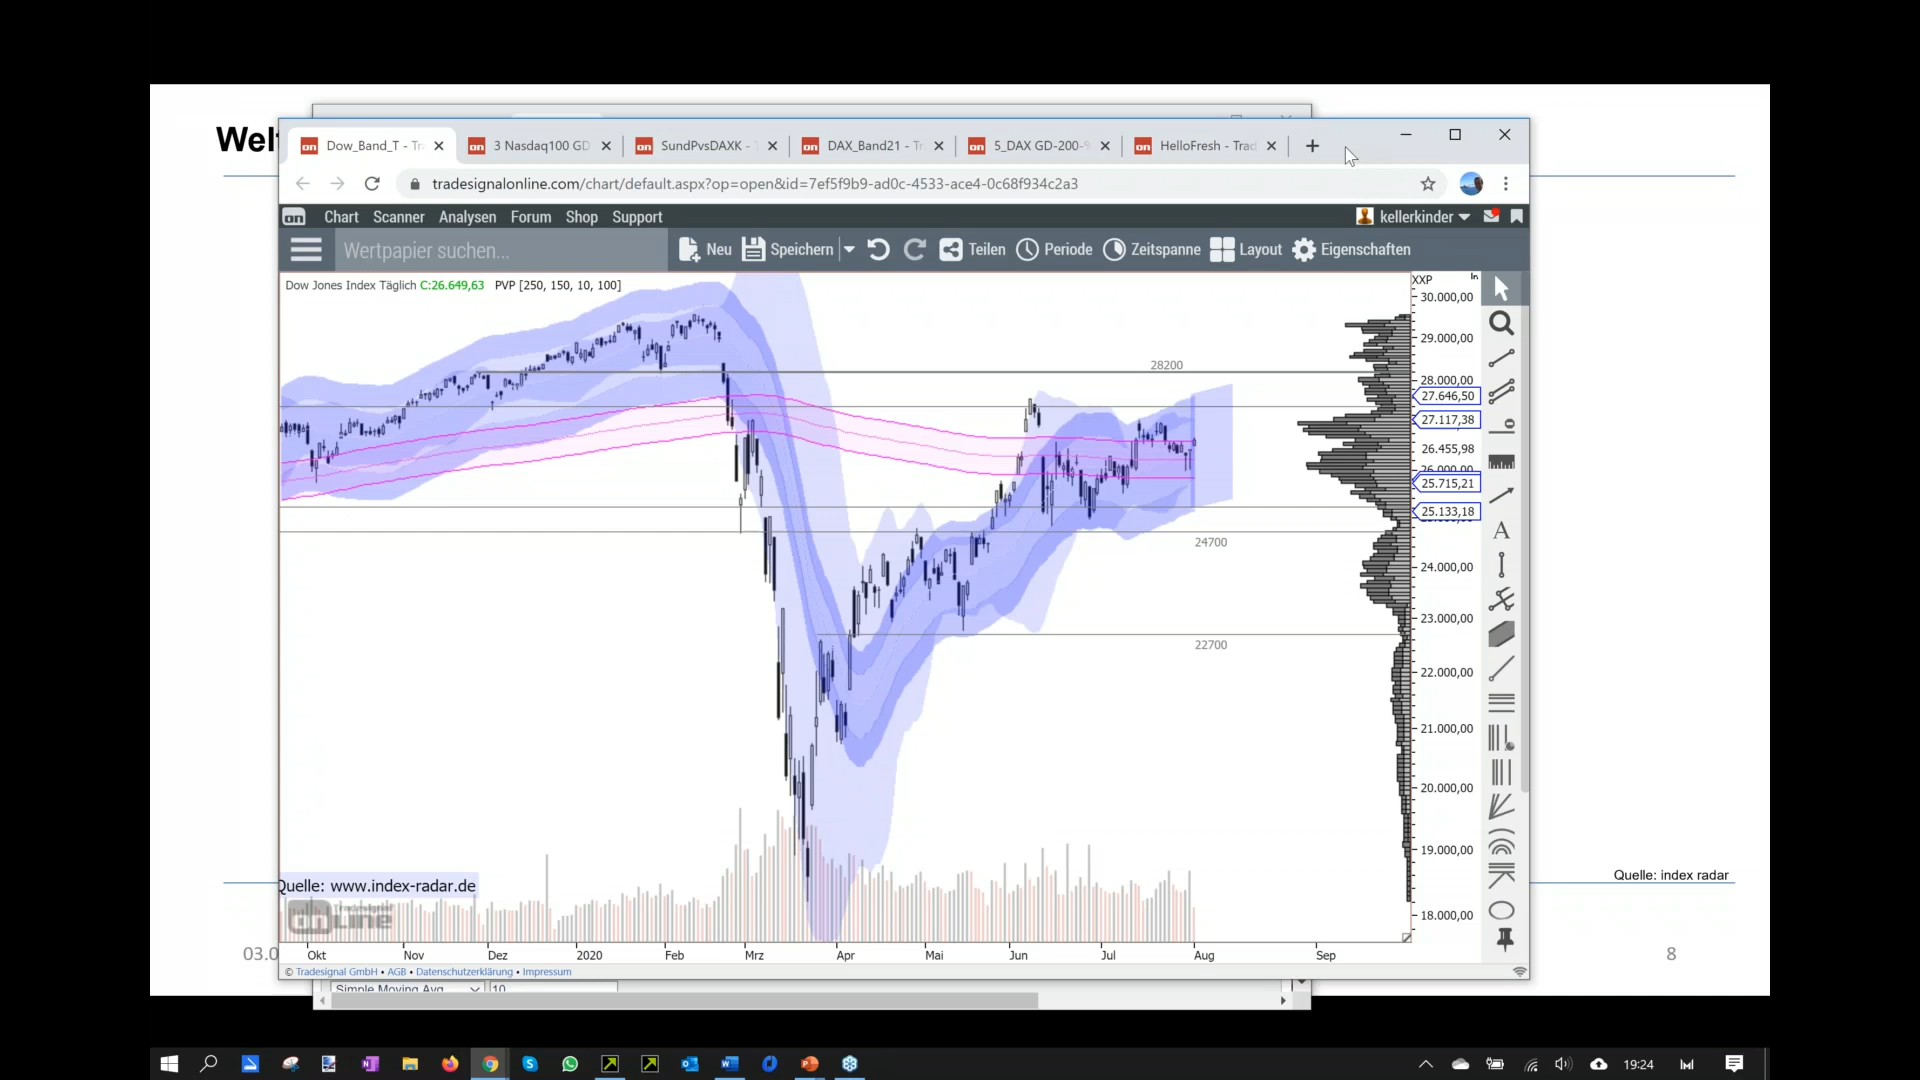 Wel
Dow_Band_T - Tr
3 Nasdaq100 GD
SundPvsDAXK -
DAX_Band21 - Tr
5_DAX GD-200-
HelloFresh - Trad
tradesignalonline.com/chart/default.aspx?op=open&id=7ef5f9b9-ad0c-4533-ace4-0c68f934c2a3
on Chart Scanner Analysen Forum Shop Support kellerkinder
Wertpapier suchen... Neu Speichern Teilen Periode Zeitspanne Layout Eigenschaften
Dow Jones Index Täglich C:26.649,63 PVP [250, 150, 10, 100]
XXP
ln
30.000,00
29.000,00
28200
28.000,00
27.646,50
27.117,38
26.455,98
26.000,00
25.715,21
25.133,18
24700
24.000,00
23.000,00
22700
22.000,00
21.000,00
20.000,00
19.000,00
18.000,00
Quelle: www.index-radar.de
Tradesignal
onLINE
Okt Nov Dez 2020 Feb Mrz Apr Mai Jun Jul Aug Sep
© Tradesignal GmbH • AGB • Datenschutzerklärung • Impressum
Simple Moving Avg 10
Quelle: index radar
03.0
8
19:24